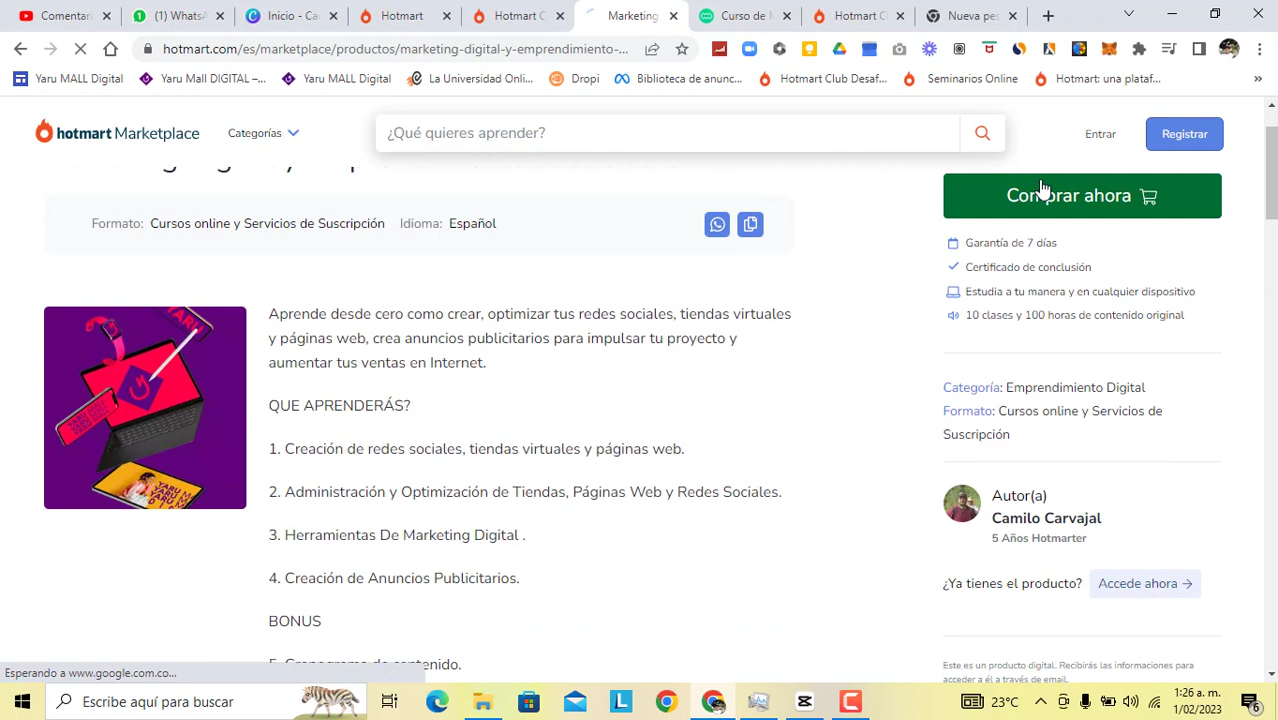 Comentari
(1) WhatsA
Inicio - Ca
Hotmart
Hotmart C
Marketing
Curso de M
Hotmart Cl
Nueva pes
hotmart.com/es/marketplace/productos/marketing-digital-y-emprendimiento-...
Yaru MALL Digital
Yaru Mall DIGITAL –...
Yaru MALL Digital
La Universidad Onli...
Dropi
Biblioteca de anunc...
Hotmart Club Desaf...
Seminarios Online
Hotmart: una plataf...
»
hotmart Marketplace
Categorías
¿Qué quieres aprender?
Entrar
Registrar
Formato: Cursos online y Servicios de Suscripción Idioma: Español
Comprar ahora
Garantía de 7 días
Certificado de conclusión
Estudia a tu manera y en cualquier dispositivo
10 clases y 100 horas de contenido original
Aprende desde cero como crear, optimizar tus redes sociales, tiendas virtuales
y páginas web, crea anuncios publicitarios para impulsar tu proyecto y
aumentar tus ventas en Internet.
QUE APRENDERÁS?
1. Creación de redes sociales, tiendas virtuales y páginas web.
2. Administración y Optimización de Tiendas, Páginas Web y Redes Sociales.
3. Herramientas De Marketing Digital .
4. Creación de Anuncios Publicitarios.
BONUS
5. Cronograma de contenido.
Categoría: Emprendimiento Digital
Formato: Cursos online y Servicios de
Suscripción
Autor(a)
Camilo Carvajal
5 Años Hotmarter
¿Ya tienes el producto? Accede ahora
Este es un producto digital. Recibirás las informaciones para
acceder a él a través de email.
Esperando a www.google.com.co...
Escribe aquí para buscar
23°C
1:26 a. m.
1/02/2023
6